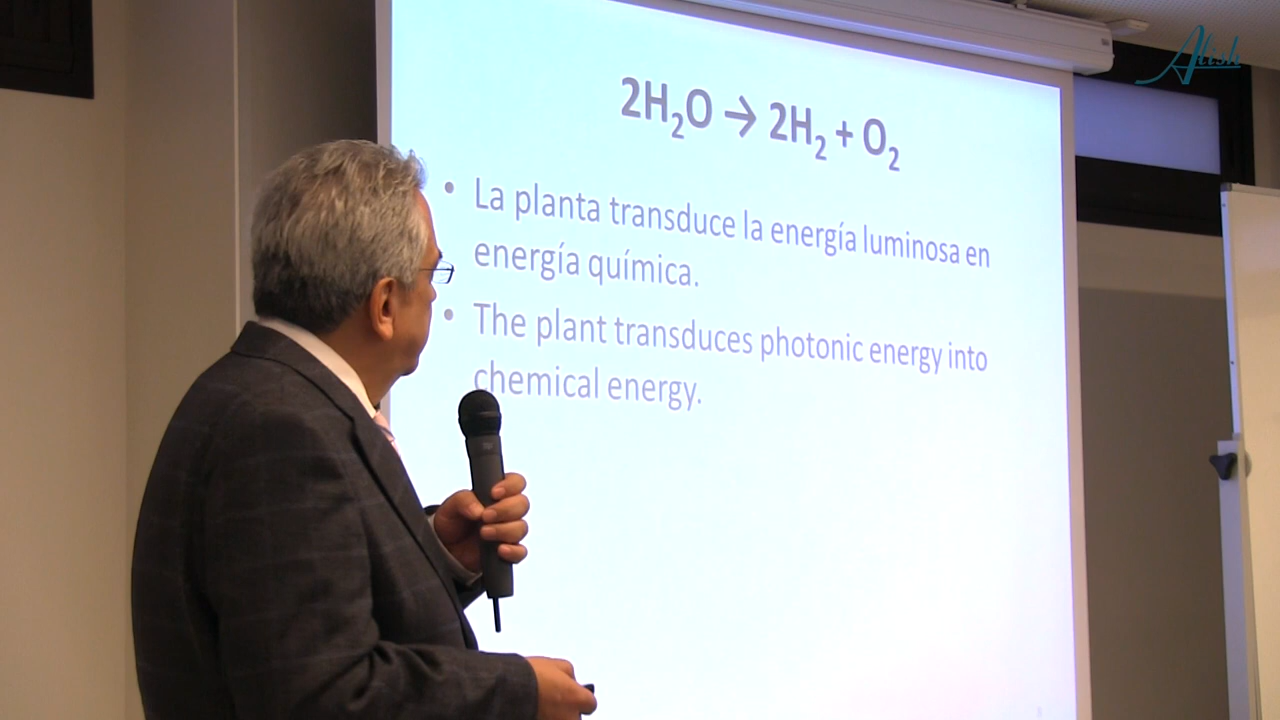 Alish
2H₂O → 2H₂ + O₂
• La planta transduce la energía luminosa en
energía química.
• The plant transduces photonic energy into
chemical energy.